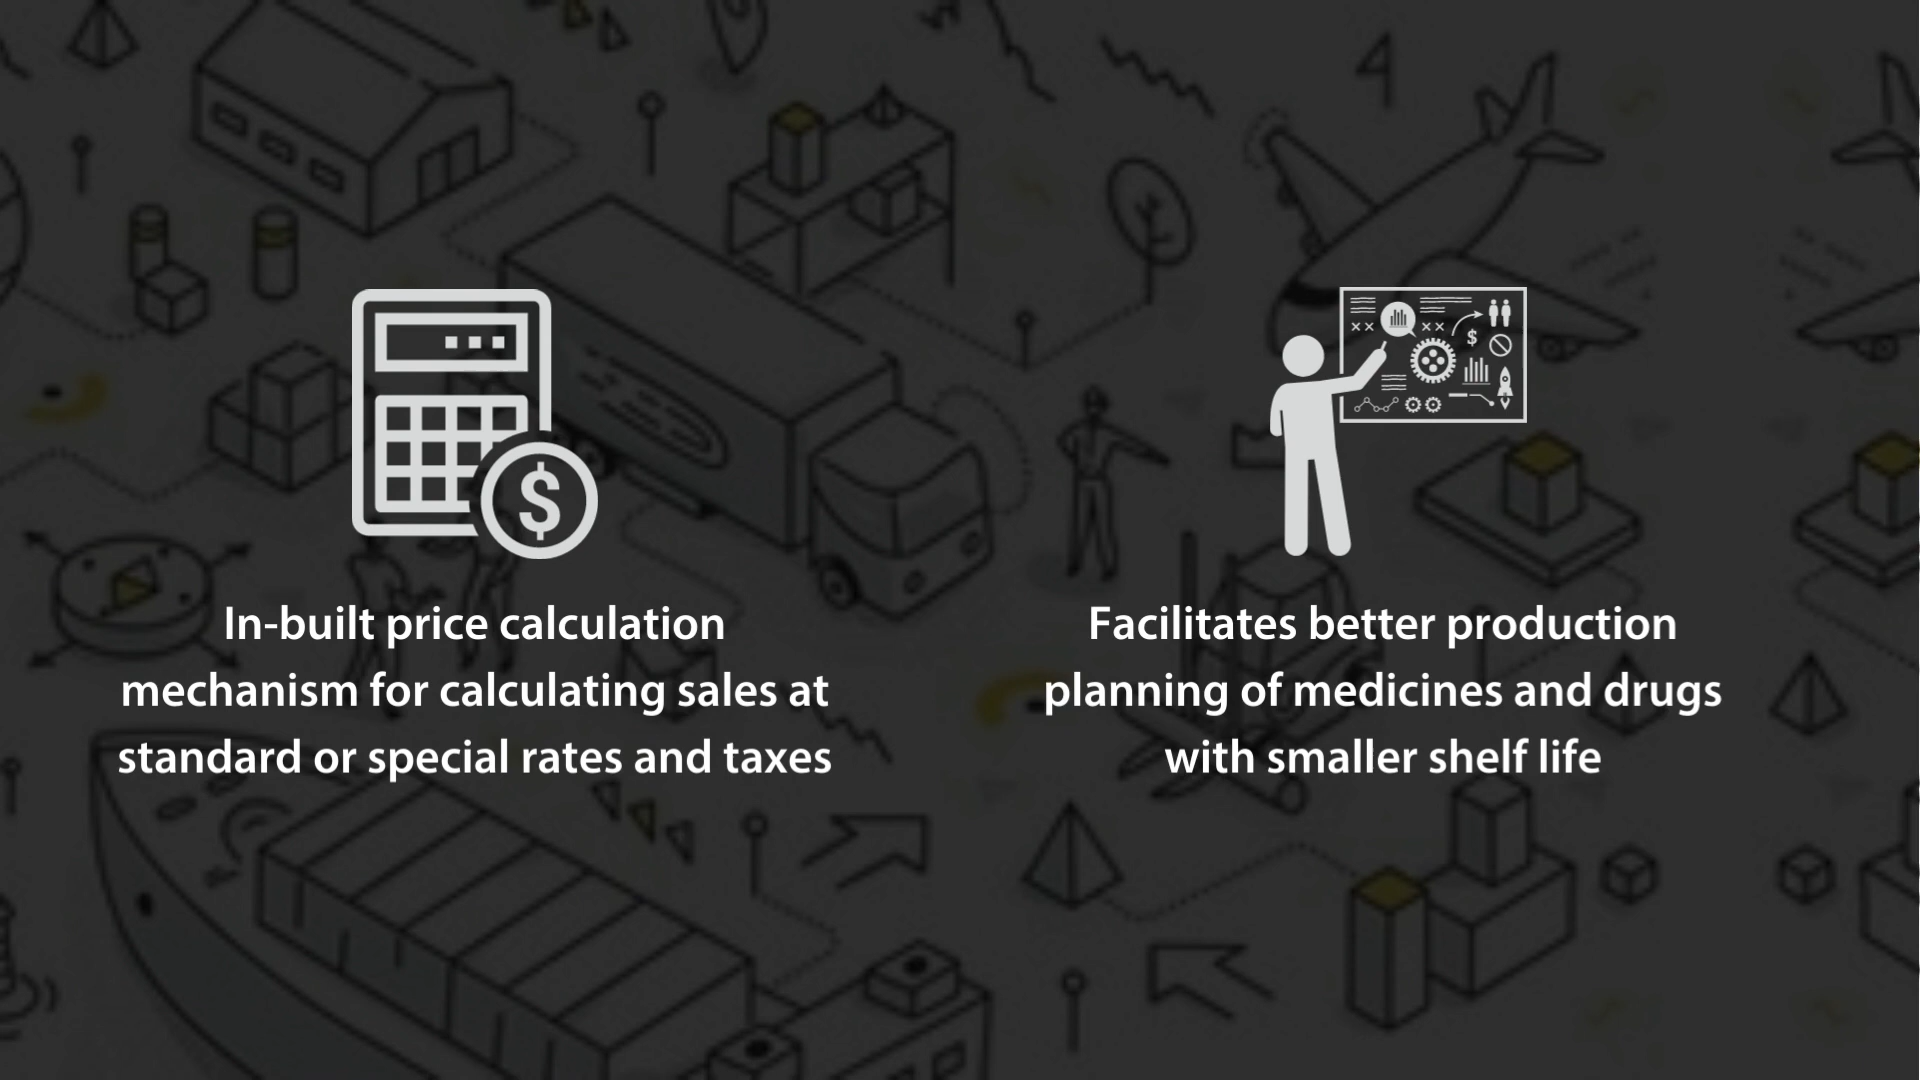 In-built price calculation
mechanism for calculating sales at
standard or special rates and taxes
Facilitates better production
planning of medicines and drugs
with smaller shelf life